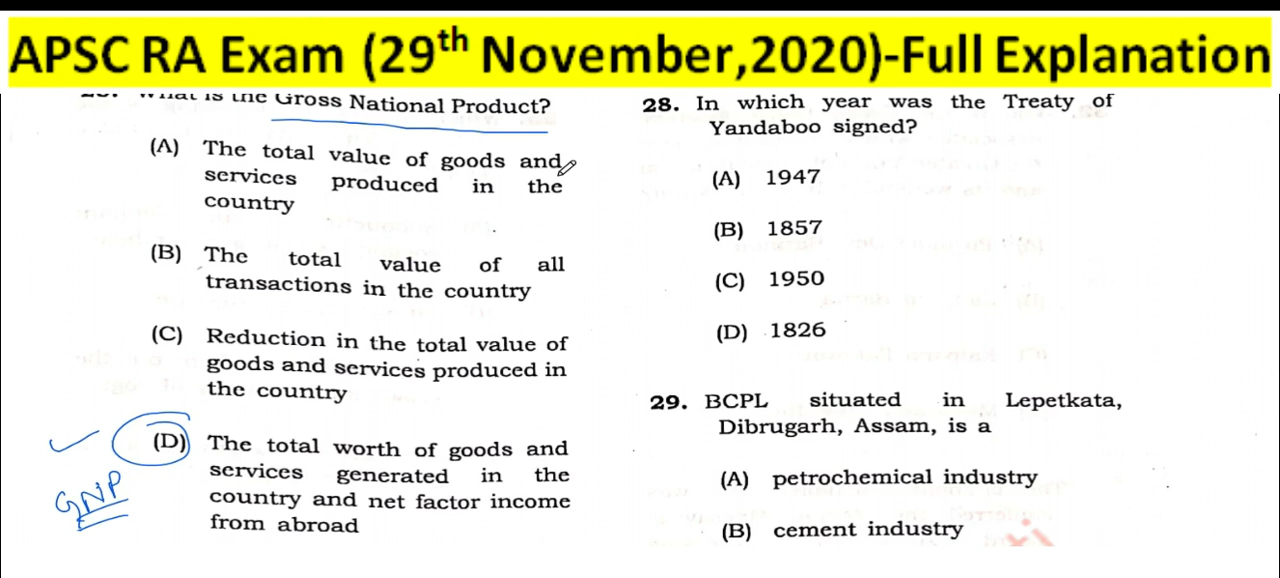 APSC RA Exam (29th November,2020)-Full Explanation
What is the Gross National Product?
(A) The total value of goods and
services produced in the
country
(B) The total value of all
transactions in the country
(C) Reduction in the total value of
goods and services produced in
the country
(D) The total worth of goods and
services generated in the
country and net factor income
from abroad
GNP
28. In which year was the Treaty of
Yandaboo signed?
(A) 1947
(B) 1857
(C) 1950
(D) 1826
29. BCPL situated in Lepetkata,
Dibrugarh, Assam, is a
(A) petrochemical industry
(B) cement industry